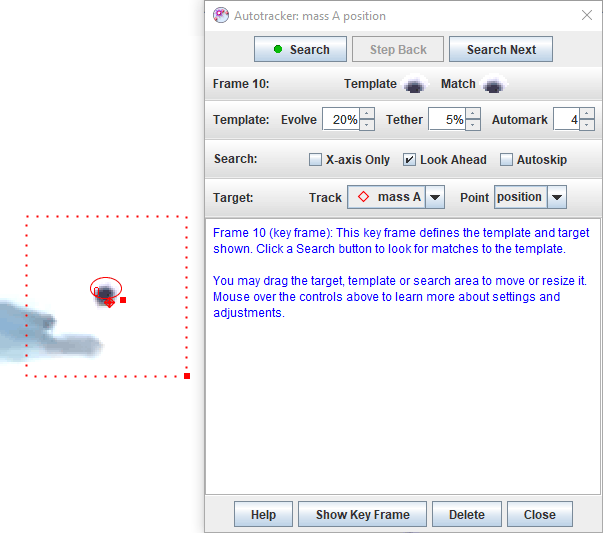 Autotracker: mass A position
Search Step Back Search Next
Frame 10: Template Match
Template: Evolve 20% Tether 5% Automark 4
Search: X-axis Only Look Ahead Autoskip
Target: Track mass A Point position
Frame 10 (key frame): This key frame defines the template and target
shown. Click a Search button to look for matches to the template.
You may drag the target, template or search area to move or resize it.
Mouse over the controls above to learn more about settings and
adjustments.
0
Help Show Key Frame Delete Close